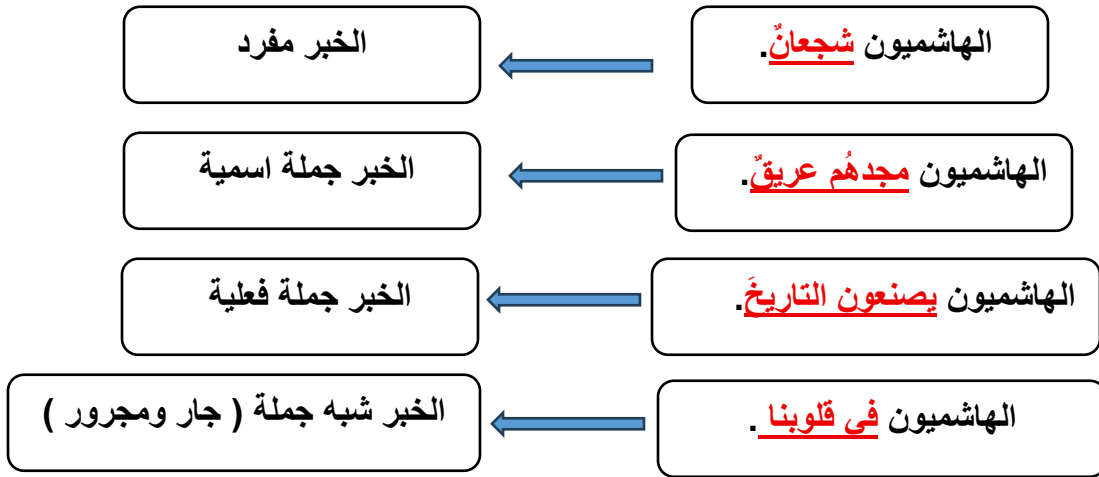 الهاشميون شجعانٌ.
الخبر مفرد
الهاشميون مجدهُم عريقٌ.
الخبر جملة اسمية
الهاشميون يصنعون التاريخَ.
الخبر جملة فعلية
الهاشميون في قلوبنا .
الخبر شبه جملة ( جار ومجرور )